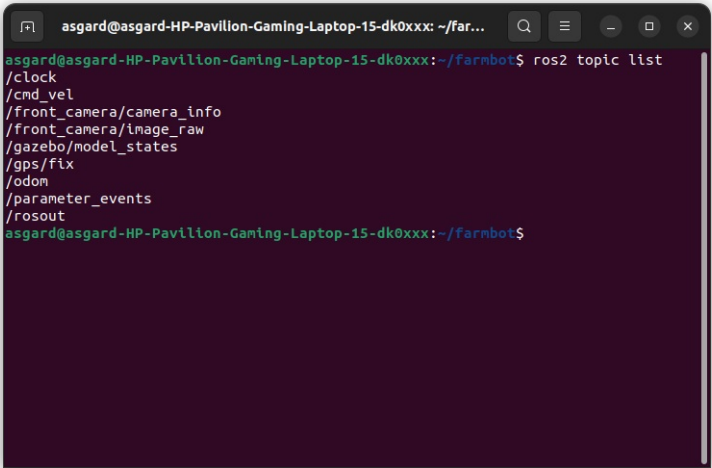 asgard@asgard-HP-Pavilion-Gaming-Laptop-15-dk0xxx: ~/far...
asgard@asgard-HP-Pavilion-Gaming-Laptop-15-dk0xxx:~/farmbot$ ros2 topic list
/clock
/cmd_vel
/front_camera/camera_info
/front_camera/image_raw
/gazebo/model_states
/gps/fix
/odom
/parameter_events
/rosout
asgard@asgard-HP-Pavilion-Gaming-Laptop-15-dk0xxx:~/farmbot$